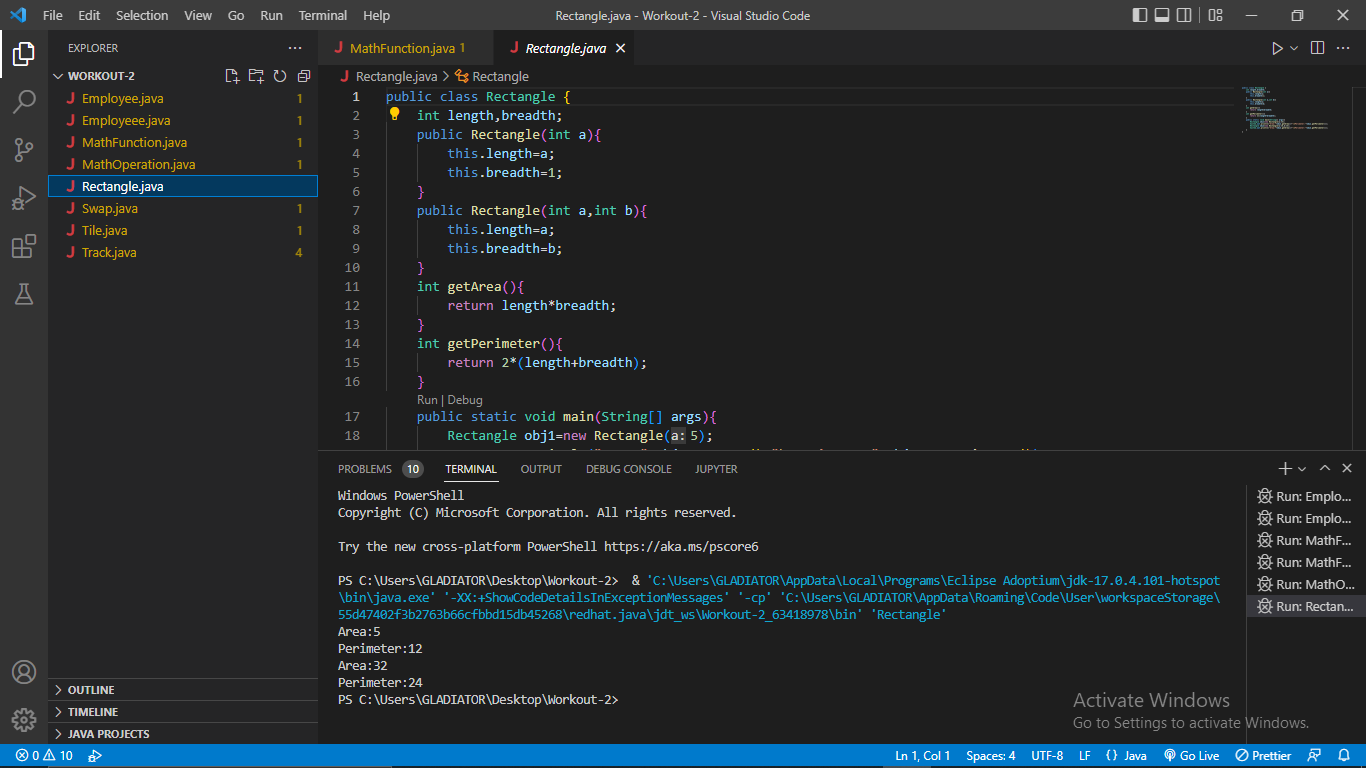 File Edit Selection View Go Run Terminal Help Rectangle.java - Workout-2 - Visual Studio Code
EXPLORER
WORKOUT-2
J Employee.java 1
J Employeee.java 1
J MathFunction.java 1
J MathOperation.java 1
J Rectangle.java
J Swap.java 1
J Tile.java 1
J Track.java 4
OUTLINE
TIMELINE
JAVA PROJECTS
J MathFunction.java 1 J Rectangle.java
J Rectangle.java > Rectangle
1 public class Rectangle {
2 int length,breadth;
3 public Rectangle(int a){
4 this.length=a;
5 this.breadth=1;
6 }
7 public Rectangle(int a,int b){
8 this.length=a;
9 this.breadth=b;
10 }
11 int getArea(){
12 return length*breadth;
13 }
14 int getPerimeter(){
15 return 2*(length+breadth);
16 }
Run | Debug
17 public static void main(String[] args){
18 Rectangle obj1=new Rectangle(a: 5);
PROBLEMS 10 TERMINAL OUTPUT DEBUG CONSOLE JUPYTER
Windows PowerShell
Copyright (C) Microsoft Corporation. All rights reserved.
Try the new cross-platform PowerShell https://aka.ms/pscore6
PS C:\Users\GLADIATOR\Desktop\Workout-2> & 'C:\Users\GLADIATOR\AppData\Local\Programs\Eclipse Adoptium\jdk-17.0.4.101-hotspot
\bin\java.exe' '-XX:+ShowCodeDetailsInExceptionMessages' '-cp' 'C:\Users\GLADIATOR\AppData\Roaming\Code\User\workspaceStorage\
55d47402f3b2763b66cfbbd15db45268\redhat.java\jdt_ws\Workout-2_63418978\bin' 'Rectangle'
Area:5
Perimeter:12
Area:32
Perimeter:24
PS C:\Users\GLADIATOR\Desktop\Workout-2>
Run: Emplo...
Run: Emplo...
Run: MathF...
Run: MathF...
Run: MathO...
Run: Rectan...
Activate Windows
Go to Settings to activate Windows.
0 10 Ln 1, Col 1 Spaces: 4 UTF-8 LF {} Java Go Live Prettier